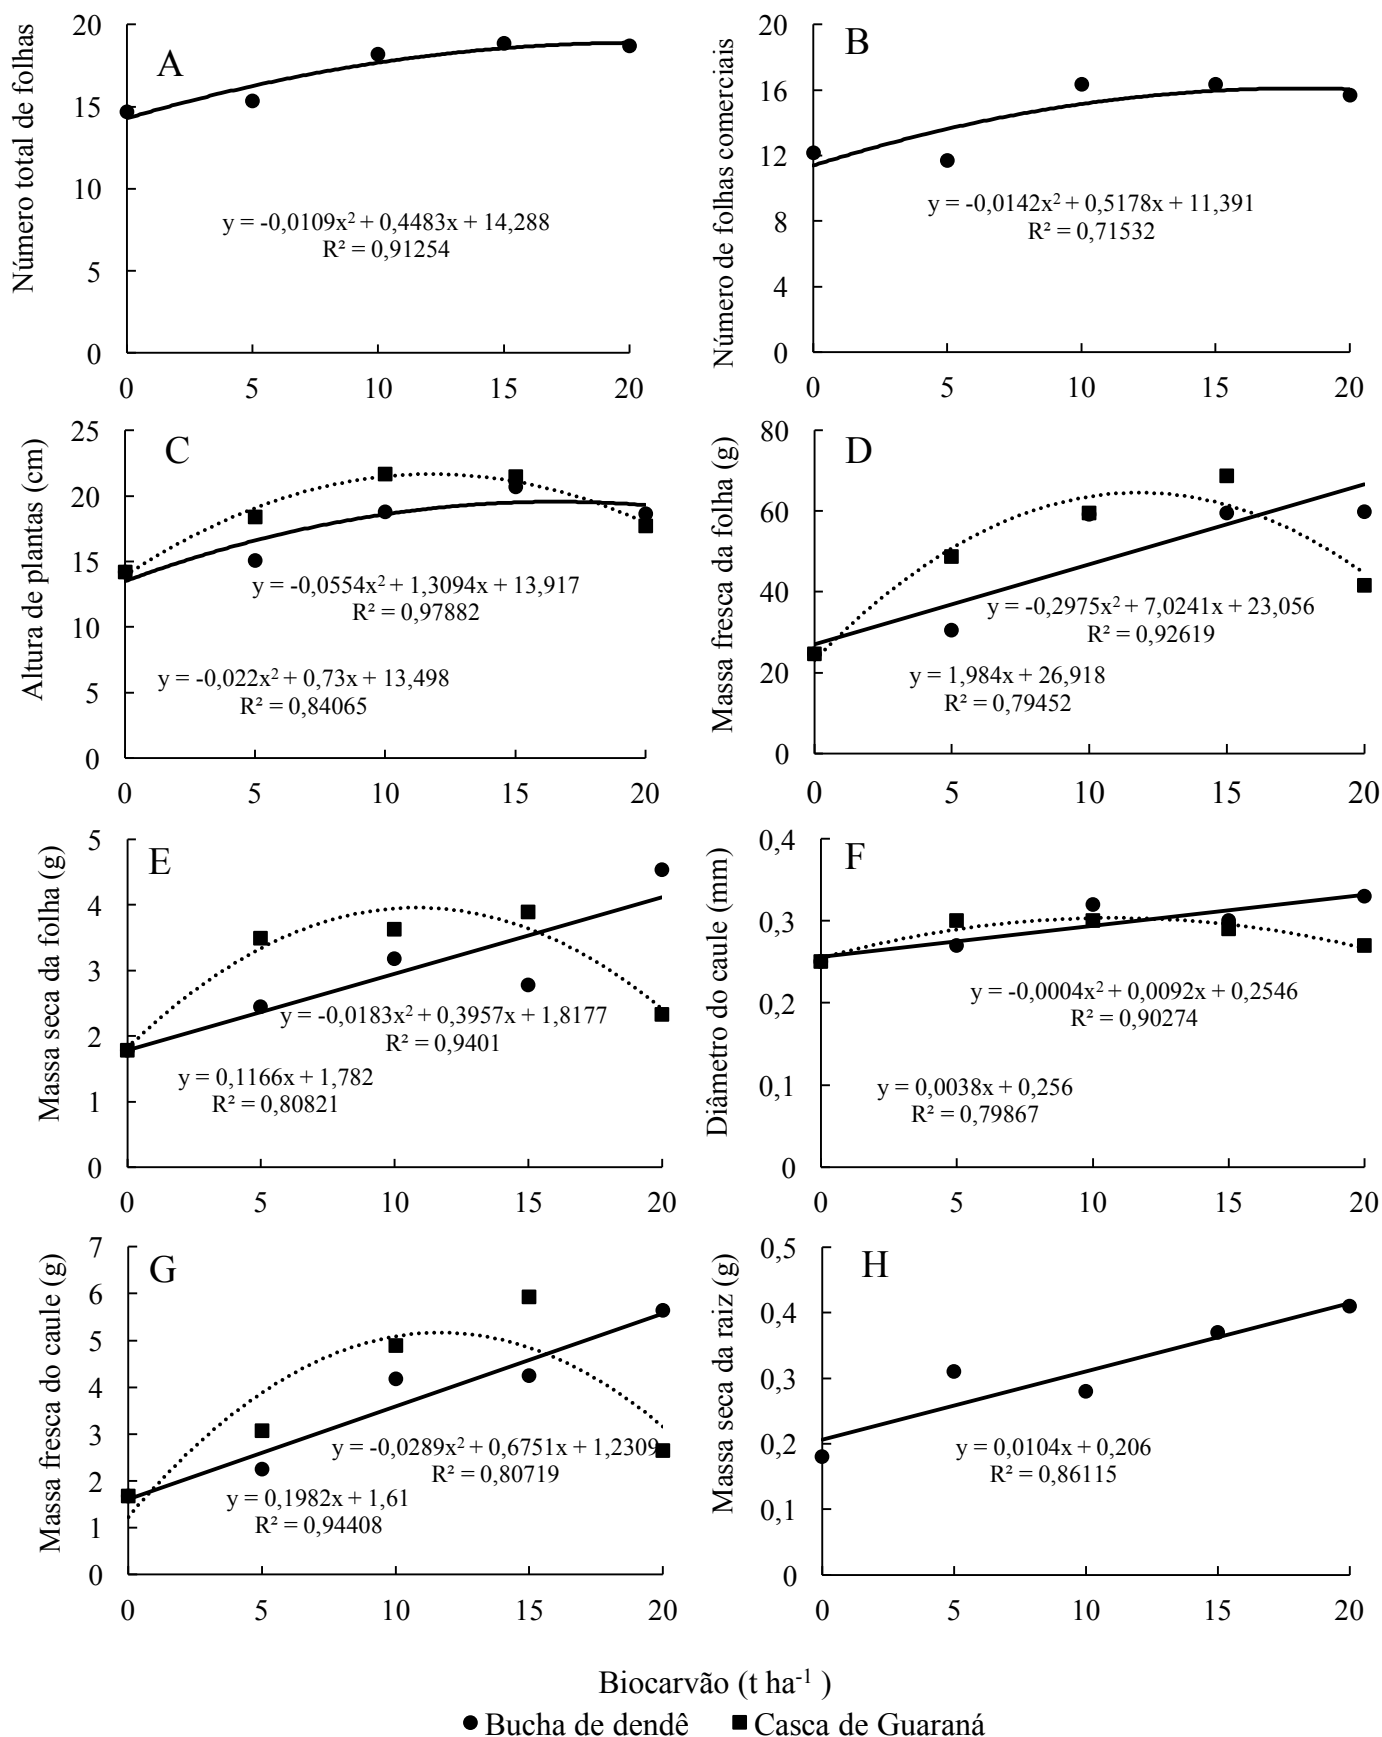 A
Número total de folhas
20
15
10
5
0
y = -0,0109x² + 0,4483x + 14,288
R² = 0,91254
0 5 10 15 20
B
Número de folhas comerciais
20
16
12
8
4
0
y = -0,0142x² + 0,5178x + 11,391
R² = 0,71532
0 5 10 15 20
C
Altura de plantas (cm)
25
20
15
10
5
0
y = -0,0554x² + 1,3094x + 13,917
R² = 0,97882
y = -0,022x² + 0,73x + 13,498
R² = 0,84065
0 5 10 15 20
D
Massa fresca da folha (g)
80
60
40
20
0
y = -0,2975x² + 7,0241x + 23,056
R² = 0,92619
y = 1,984x + 26,918
R² = 0,79452
0 5 10 15 20
E
Massa seca da folha (g)
5
4
3
2
1
0
y = -0,0183x² + 0,3957x + 1,8177
R² = 0,9401
y = 0,1166x + 1,782
R² = 0,80821
0 5 10 15 20
F
Diâmetro do caule (mm)
0,4
0,3
0,2
0,1
0
y = -0,0004x² + 0,0092x + 0,2546
R² = 0,90274
y = 0,0038x + 0,256
R² = 0,79867
0 5 10 15 20
G
Massa fresca do caule (g)
7
6
5
4
3
2
1
0
y = -0,0289x² + 0,6751x + 1,2309
R² = 0,80719
y = 0,1982x + 1,61
R² = 0,94408
0 5 10 15 20
H
Massa seca da raiz (g)
0,5
0,4
0,3
0,2
0,1
0
y = 0,0104x + 0,206
R² = 0,86115
0 5 10 15 20
Biocarvão (t ha⁻¹ )
Bucha de dendê Casca de Guaraná